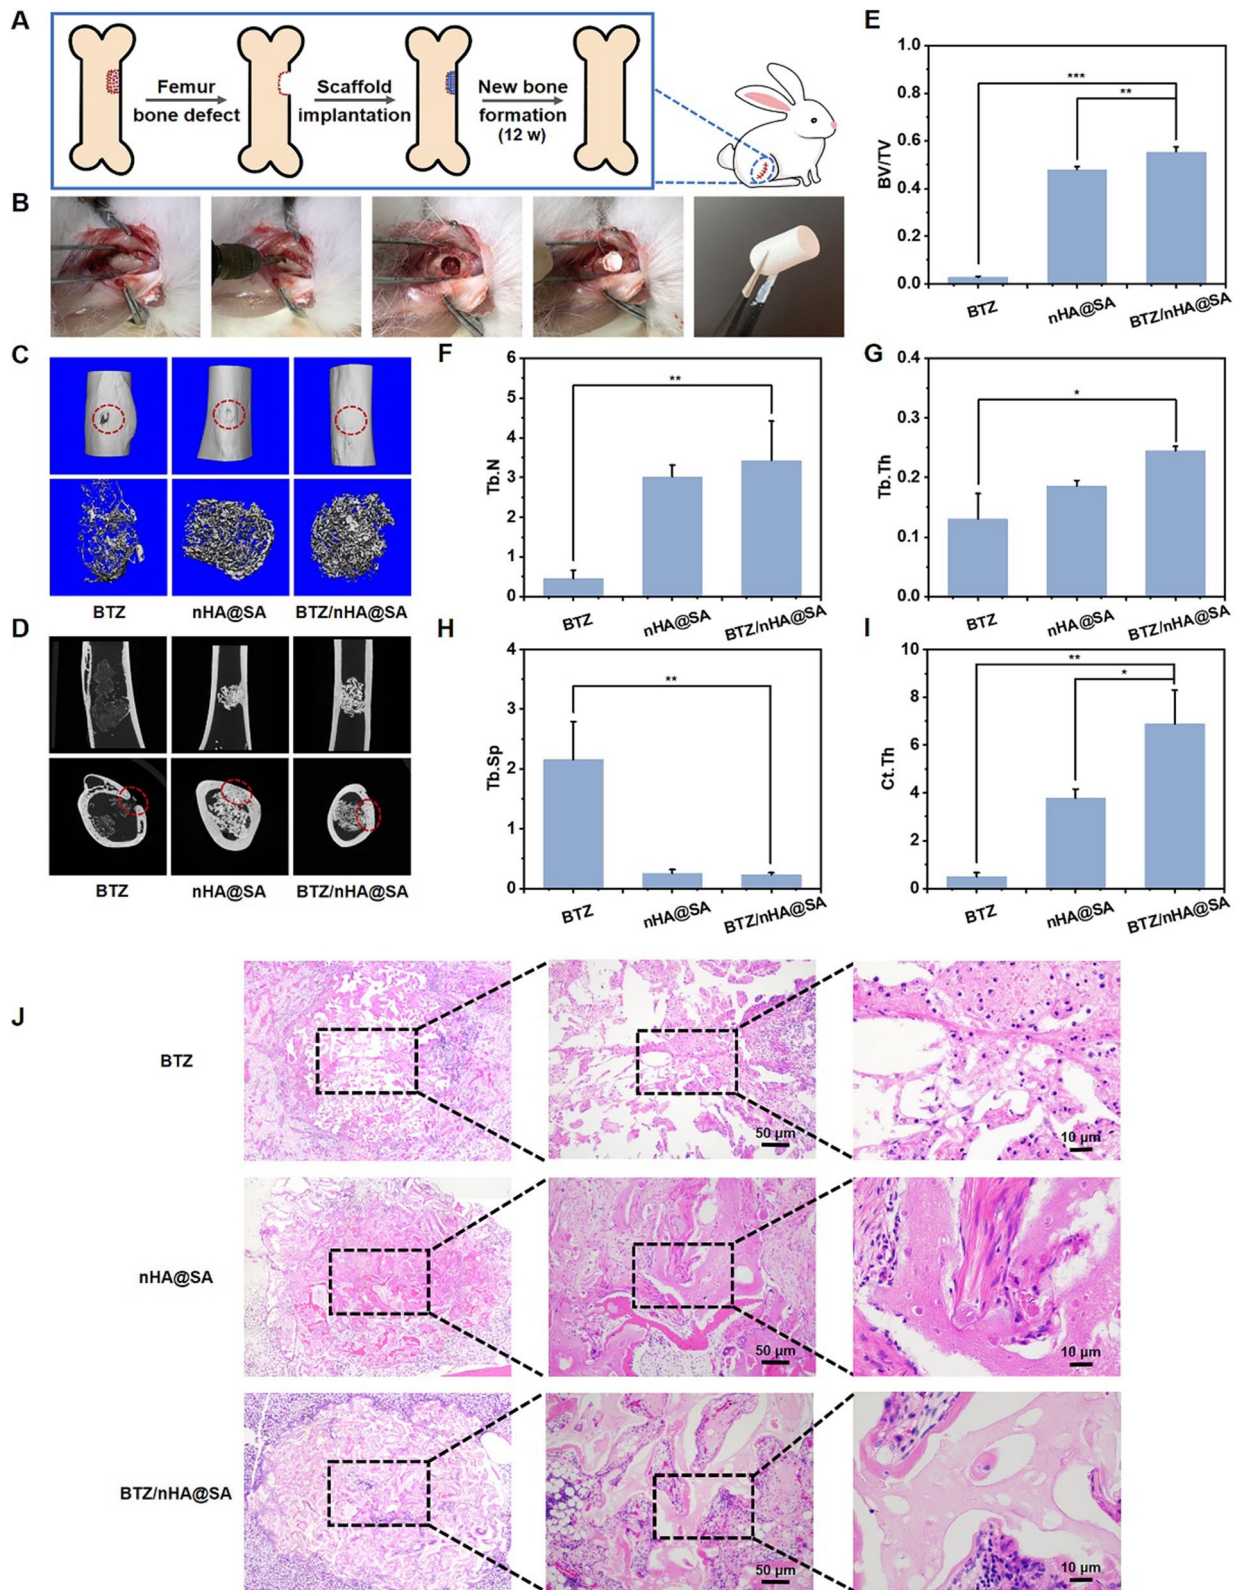 A
Femur
bone defect
Scaffold
implantation
New bone
formation
(12 w)
B
C
BTZ
nHA@SA
BTZ/nHA@SA
D
BTZ
nHA@SA
BTZ/nHA@SA
E
BV/TV
1.0
0.8
0.6
0.4
0.2
0.0
***
**
BTZ
nHA@SA
BTZ/nHA@SA
F
Tb.N
6
5
4
3
2
1
0
**
BTZ
nHA@SA
BTZ/nHA@SA
G
Tb.Th
0.4
0.3
0.2
0.1
0.0
*
BTZ
nHA@SA
BTZ/nHA@SA
H
Tb.Sp
4
3
2
1
0
**
BTZ
nHA@SA
BTZ/nHA@SA
I
Ct.Th
10
8
6
4
2
0
**
*
BTZ
nHA@SA
BTZ/nHA@SA
J
BTZ
50 µm
10 µm
nHA@SA
50 µm
10 µm
BTZ/nHA@SA
50 µm
10 µm